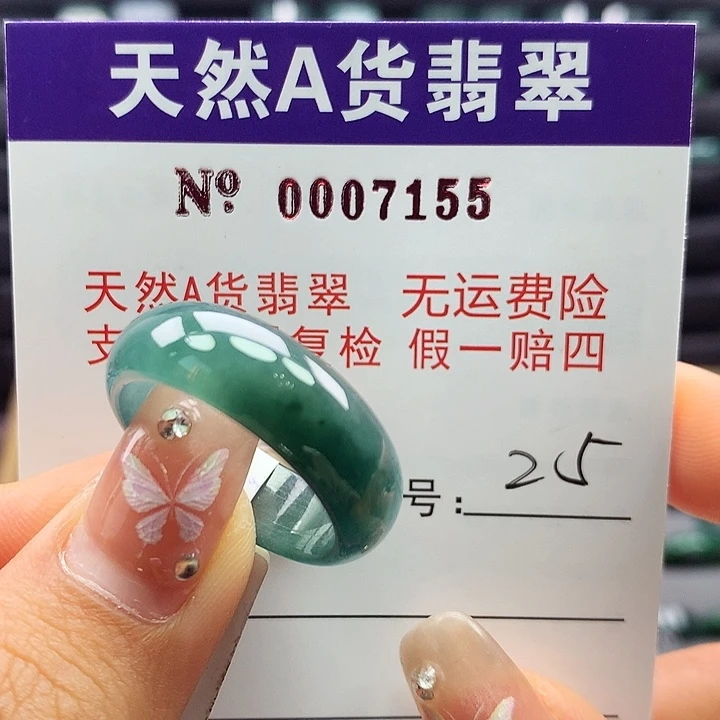 天然A货翡翠
Nº 0007155
天然A货翡翠 无运费险
支 复检 假一赔四
号: 25